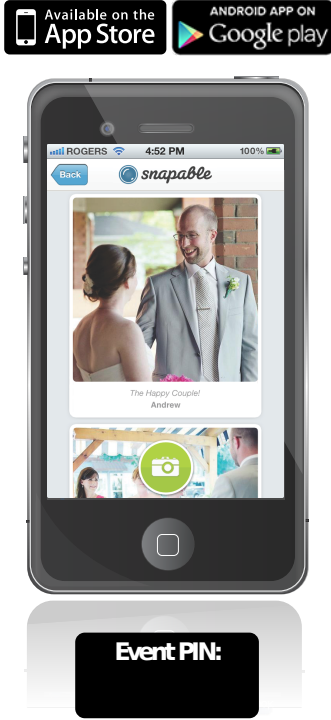 Available on the
App Store
ANDROID APP ON
Google play
ROGERS 4:52 PM 100%
Back
snapable
The Happy Couple!
Andrew
Event PIN: